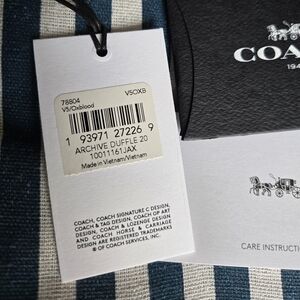 78804 V5OXB
V5/Oxblood
1 93971 27226 9
ARCHIVE DUFFLE 20
10011161JAX
Made in Vietnam/Vietnam
COACH, COACH SIGNATURE C DESIGN,
COACH & TAG DESIGN, COACH OP ART
DESIGN, COACH & LOZENGE DESIGN
AND COACH HORSE & CARRIAGE
DESIGN ARE REGISTERED TRADEMARKS
® OF COACH SERVICES, INC.
COAC
194
CARE INSTRUCTI